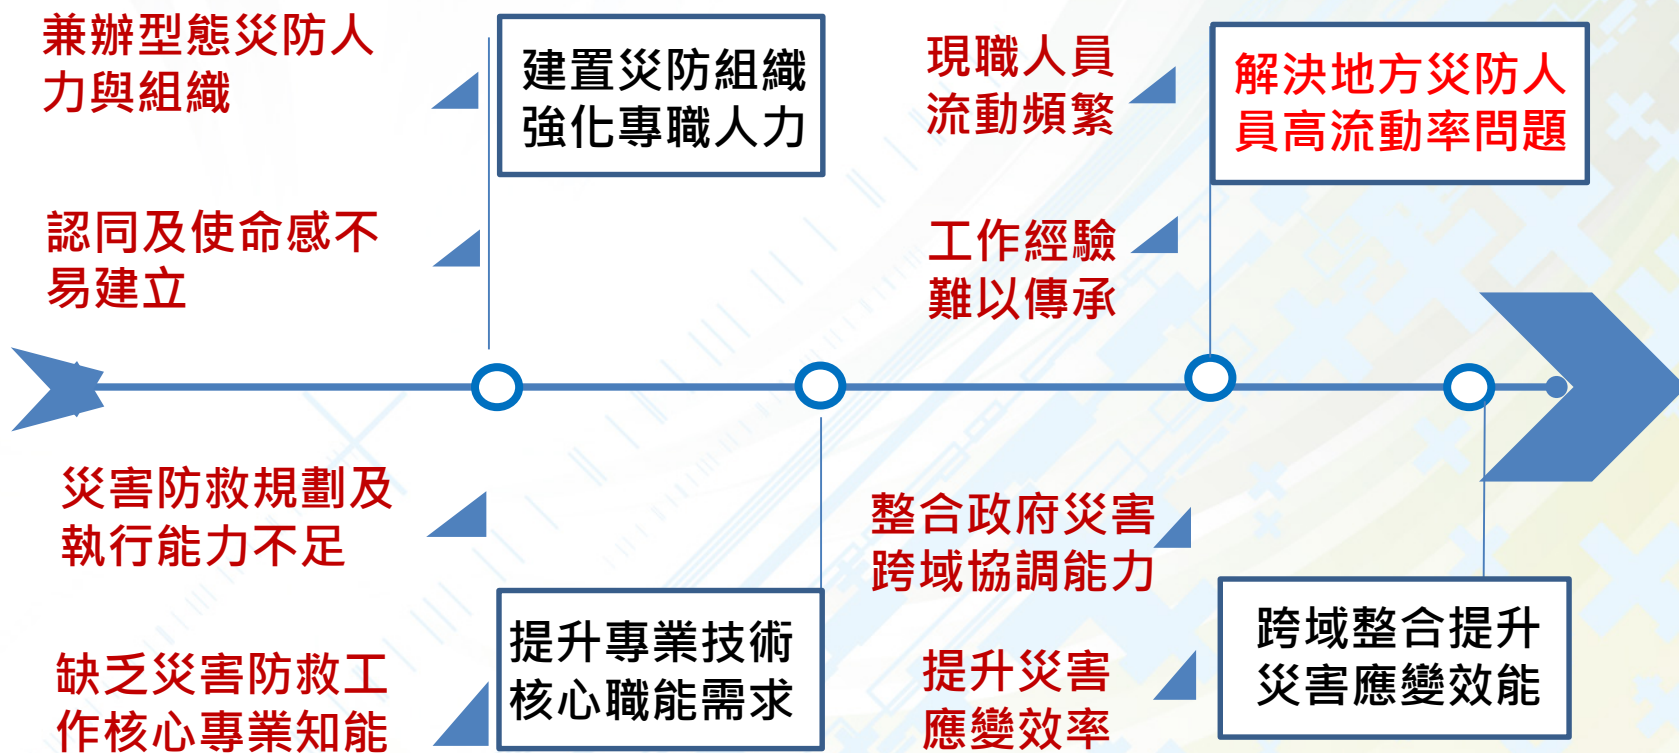 兼辦型態災防人
力與組織
建置災防組織
強化專職人力
認同及使命感不
易建立
現職人員
流動頻繁
解決地方災防人
員高流動率問題
工作經驗
難以傳承
災害防救規劃及
執行能力不足
提升專業技術
核心職能需求
缺乏災害防救工
作核心專業知能
整合政府災害
跨域協調能力
跨域整合提升
災害應變效能
提升災害
應變效率